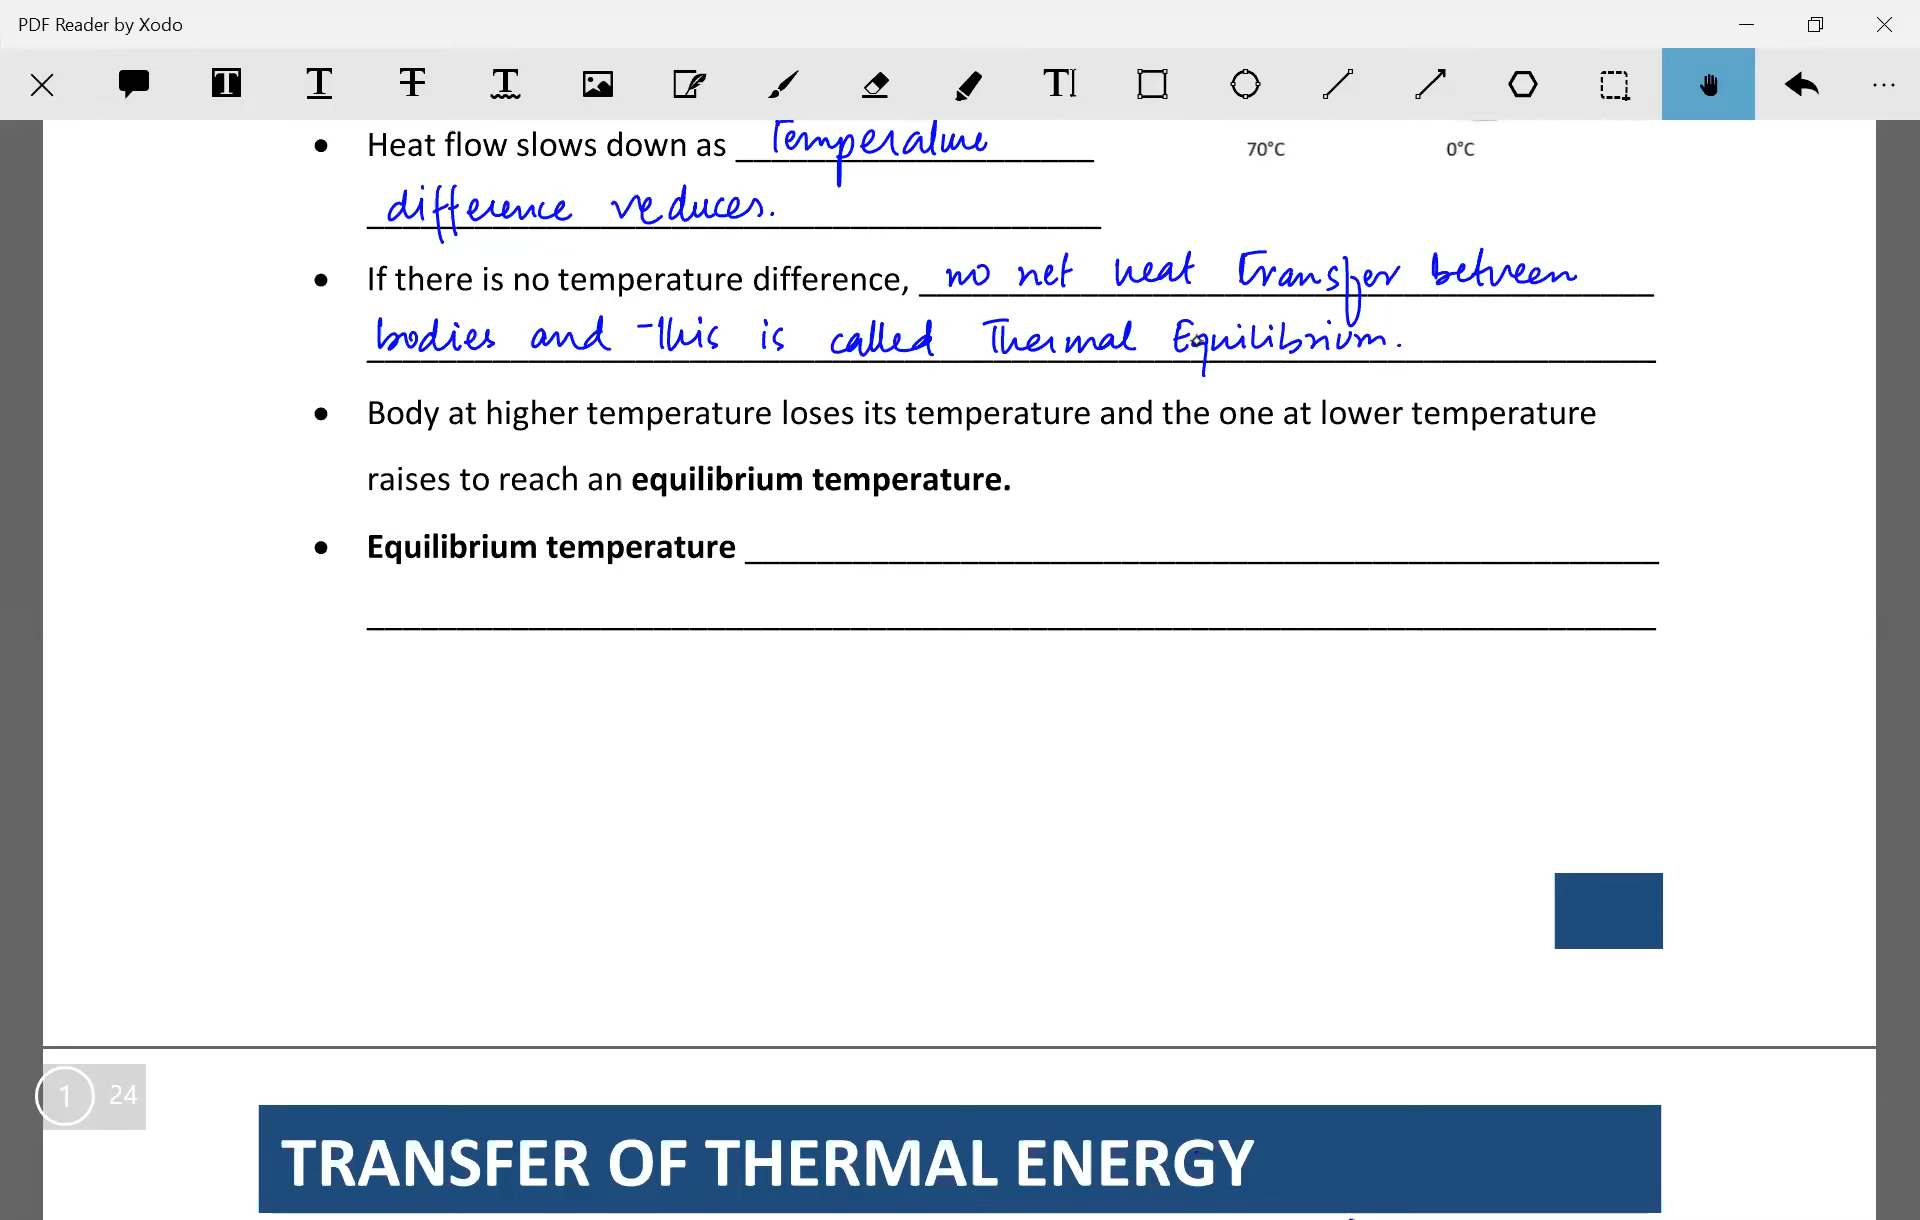 PDF Reader by Xodo
• Heat flow slows down as Temperature
70°C 0°C
difference reduces.
• If there is no temperature difference, no net heat Transfer between
bodies and This is called Thermal Equilibrium.
• Body at higher temperature loses its temperature and the one at lower temperature
raises to reach an equilibrium temperature.
• Equilibrium temperature
1 24
TRANSFER OF THERMAL ENERGY